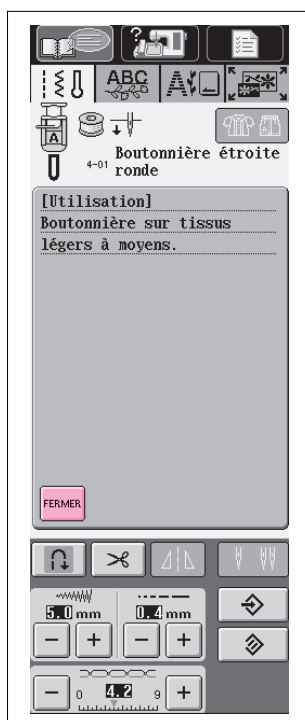 ?
ABC
A
A
4-01 Boutonnière étroite
ronde
[Utilisation]
Boutonnière sur tissus
légers à moyens.
FERMER
5.0 mm 0.4 mm
− + − +
− 0 4.2 9 +